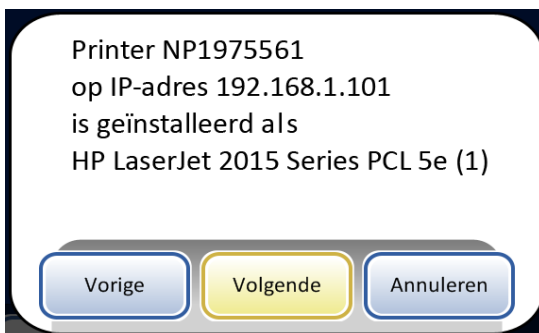 Printer NP1975561
op IP-adres 192.168.1.101
is geïnstalleerd als
HP LaserJet 2015 Series PCL 5e (1)
Vorige
Volgende
Annuleren